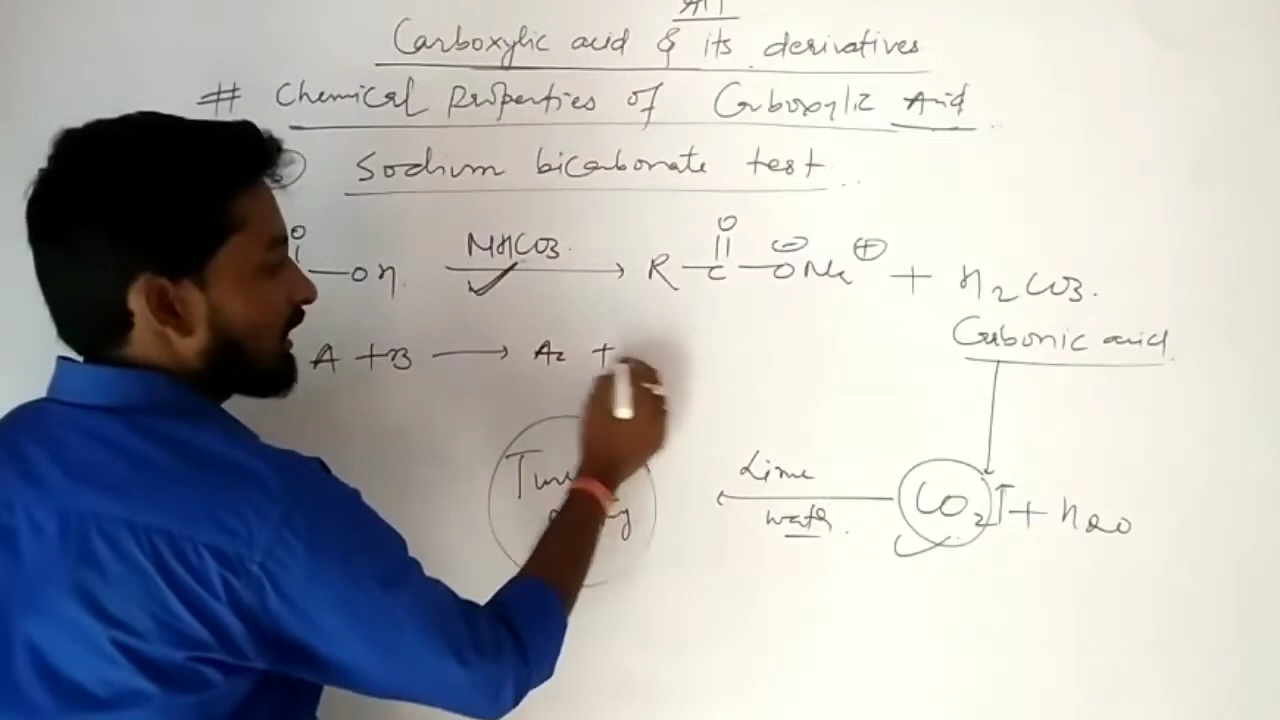 Carboxylic acid & its derivatives
# Chemical Properties of Carboxylic Acid
Sodium bicarbonate test
O
-OH NaHCO3 R-C-ONa + H2CO3.
O ⊖ ⊕
Carbonic acid
A + B → A2 +
Lime
water.
CO2↑ + H2O